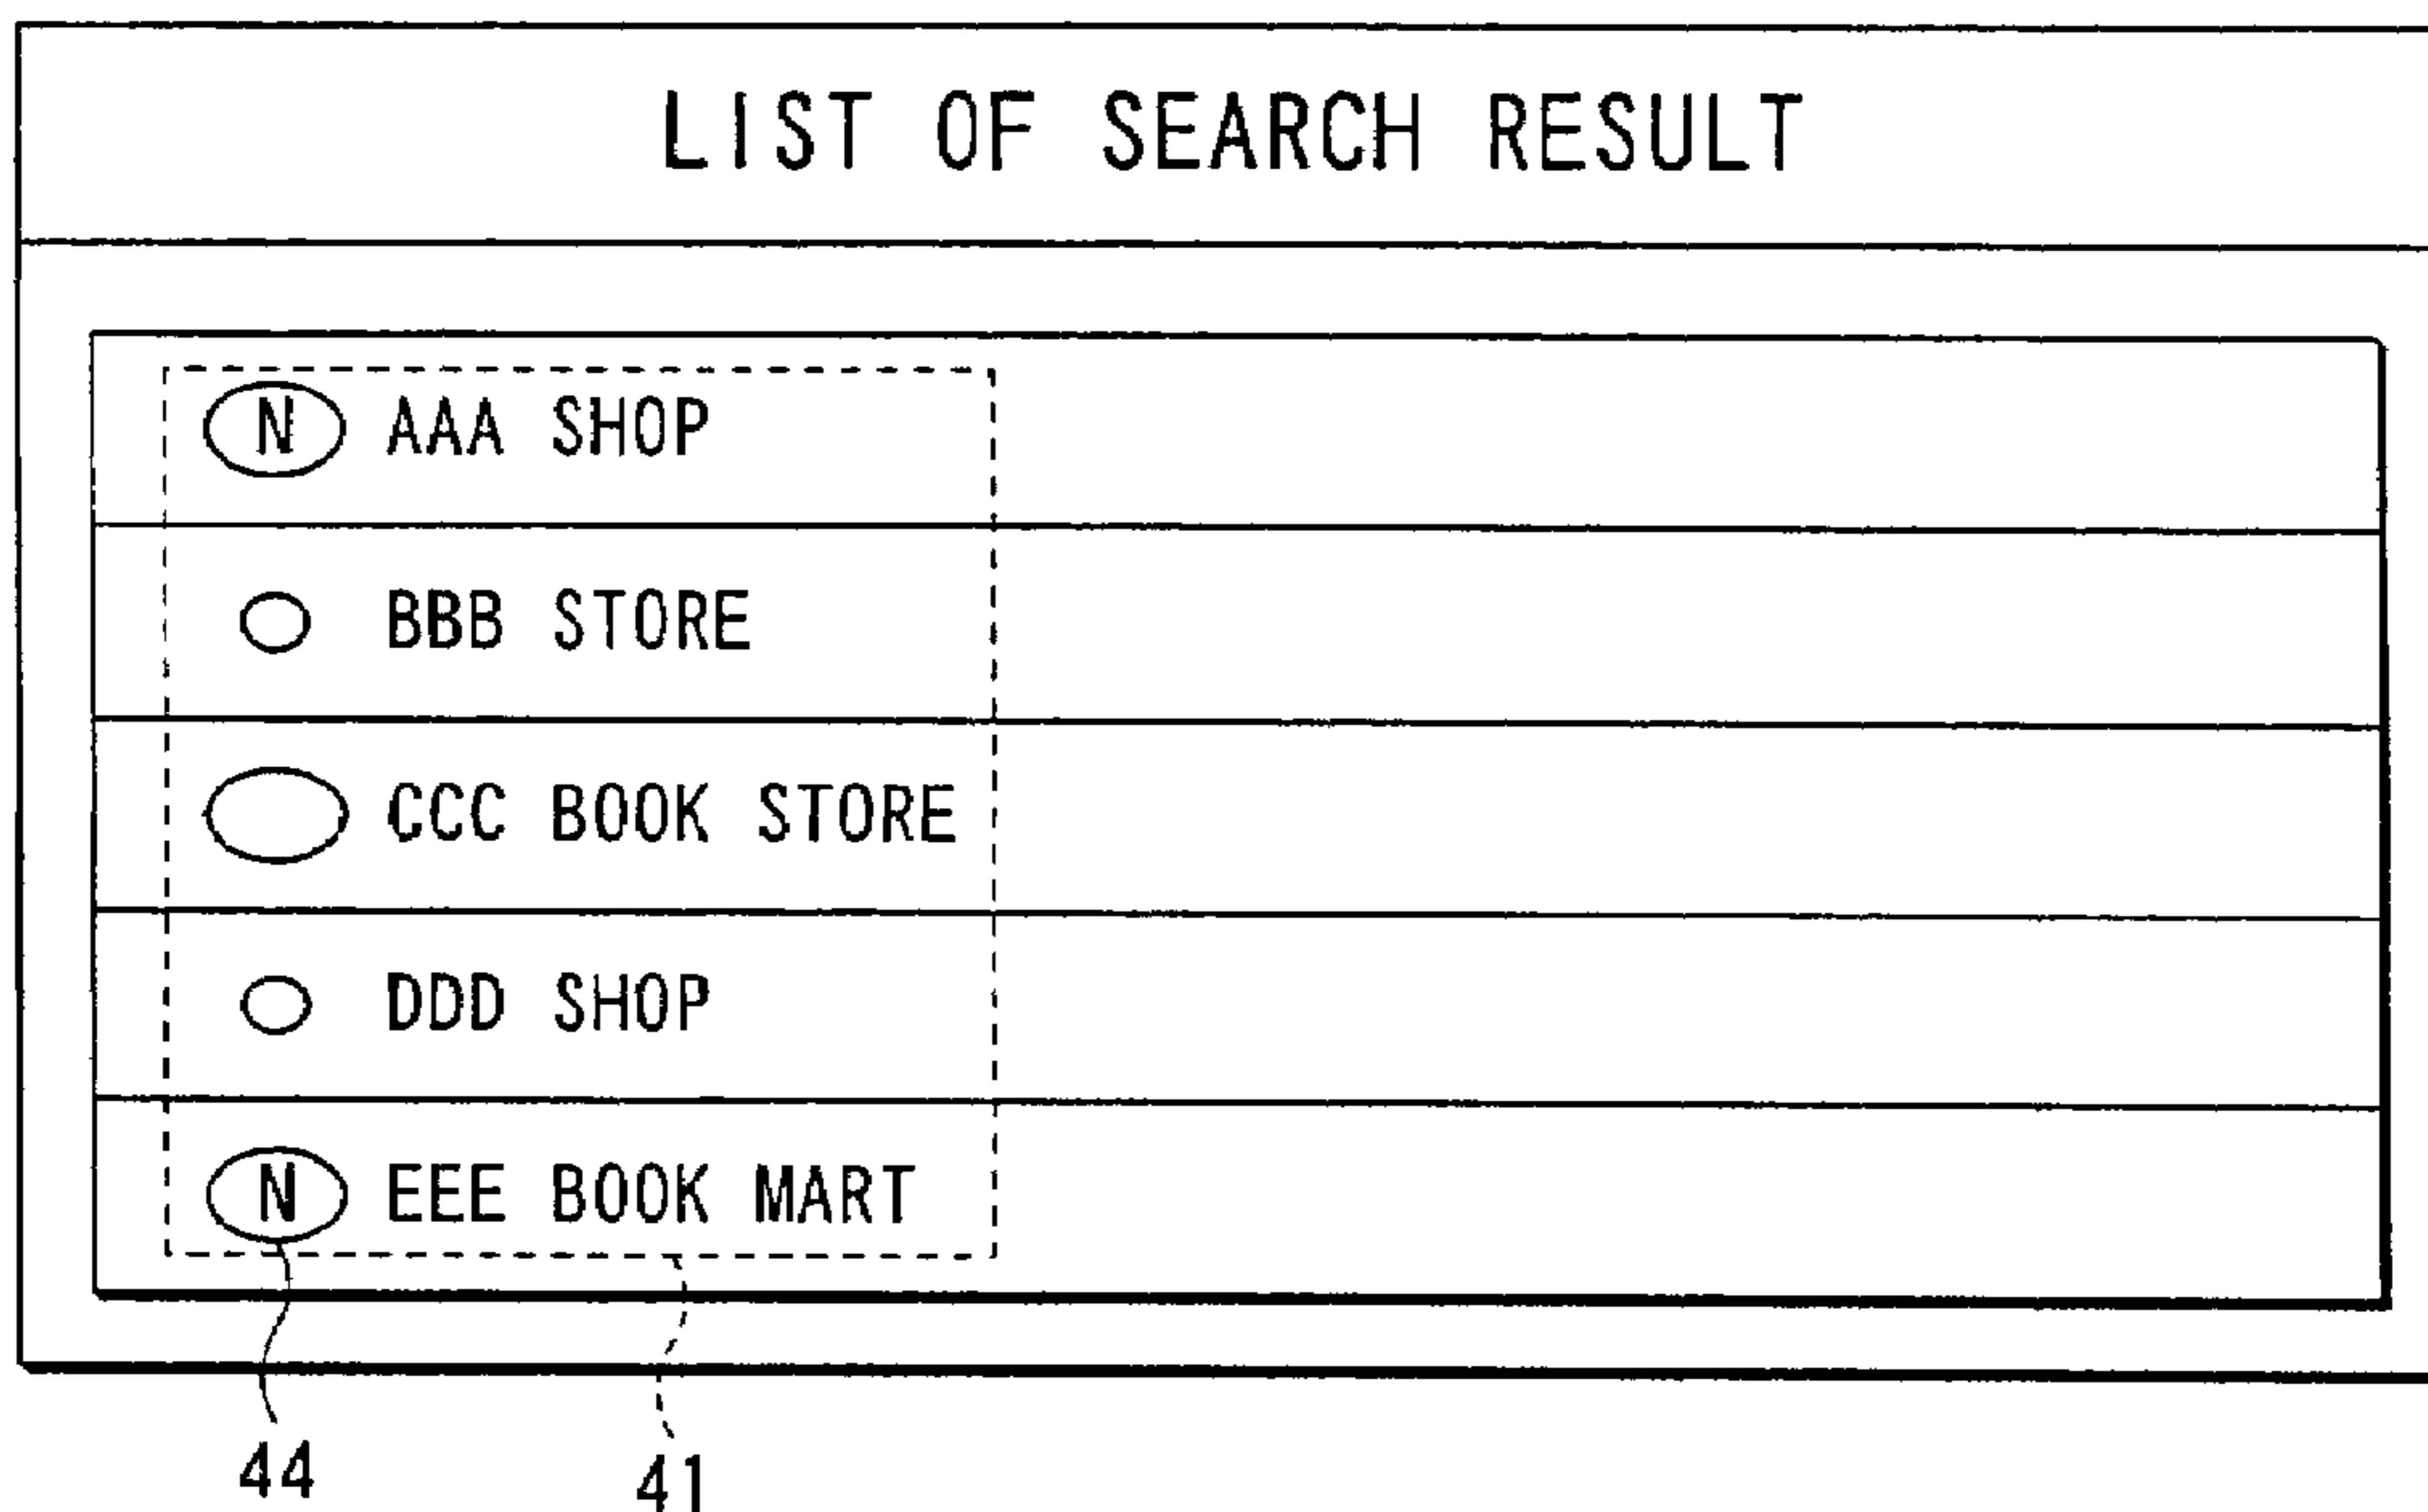 LIST OF SEARCH RESULT
N AAA SHOP
BBB STORE
CCC BOOK STORE
DDD SHOP
N EEE BOOK MART
44 41